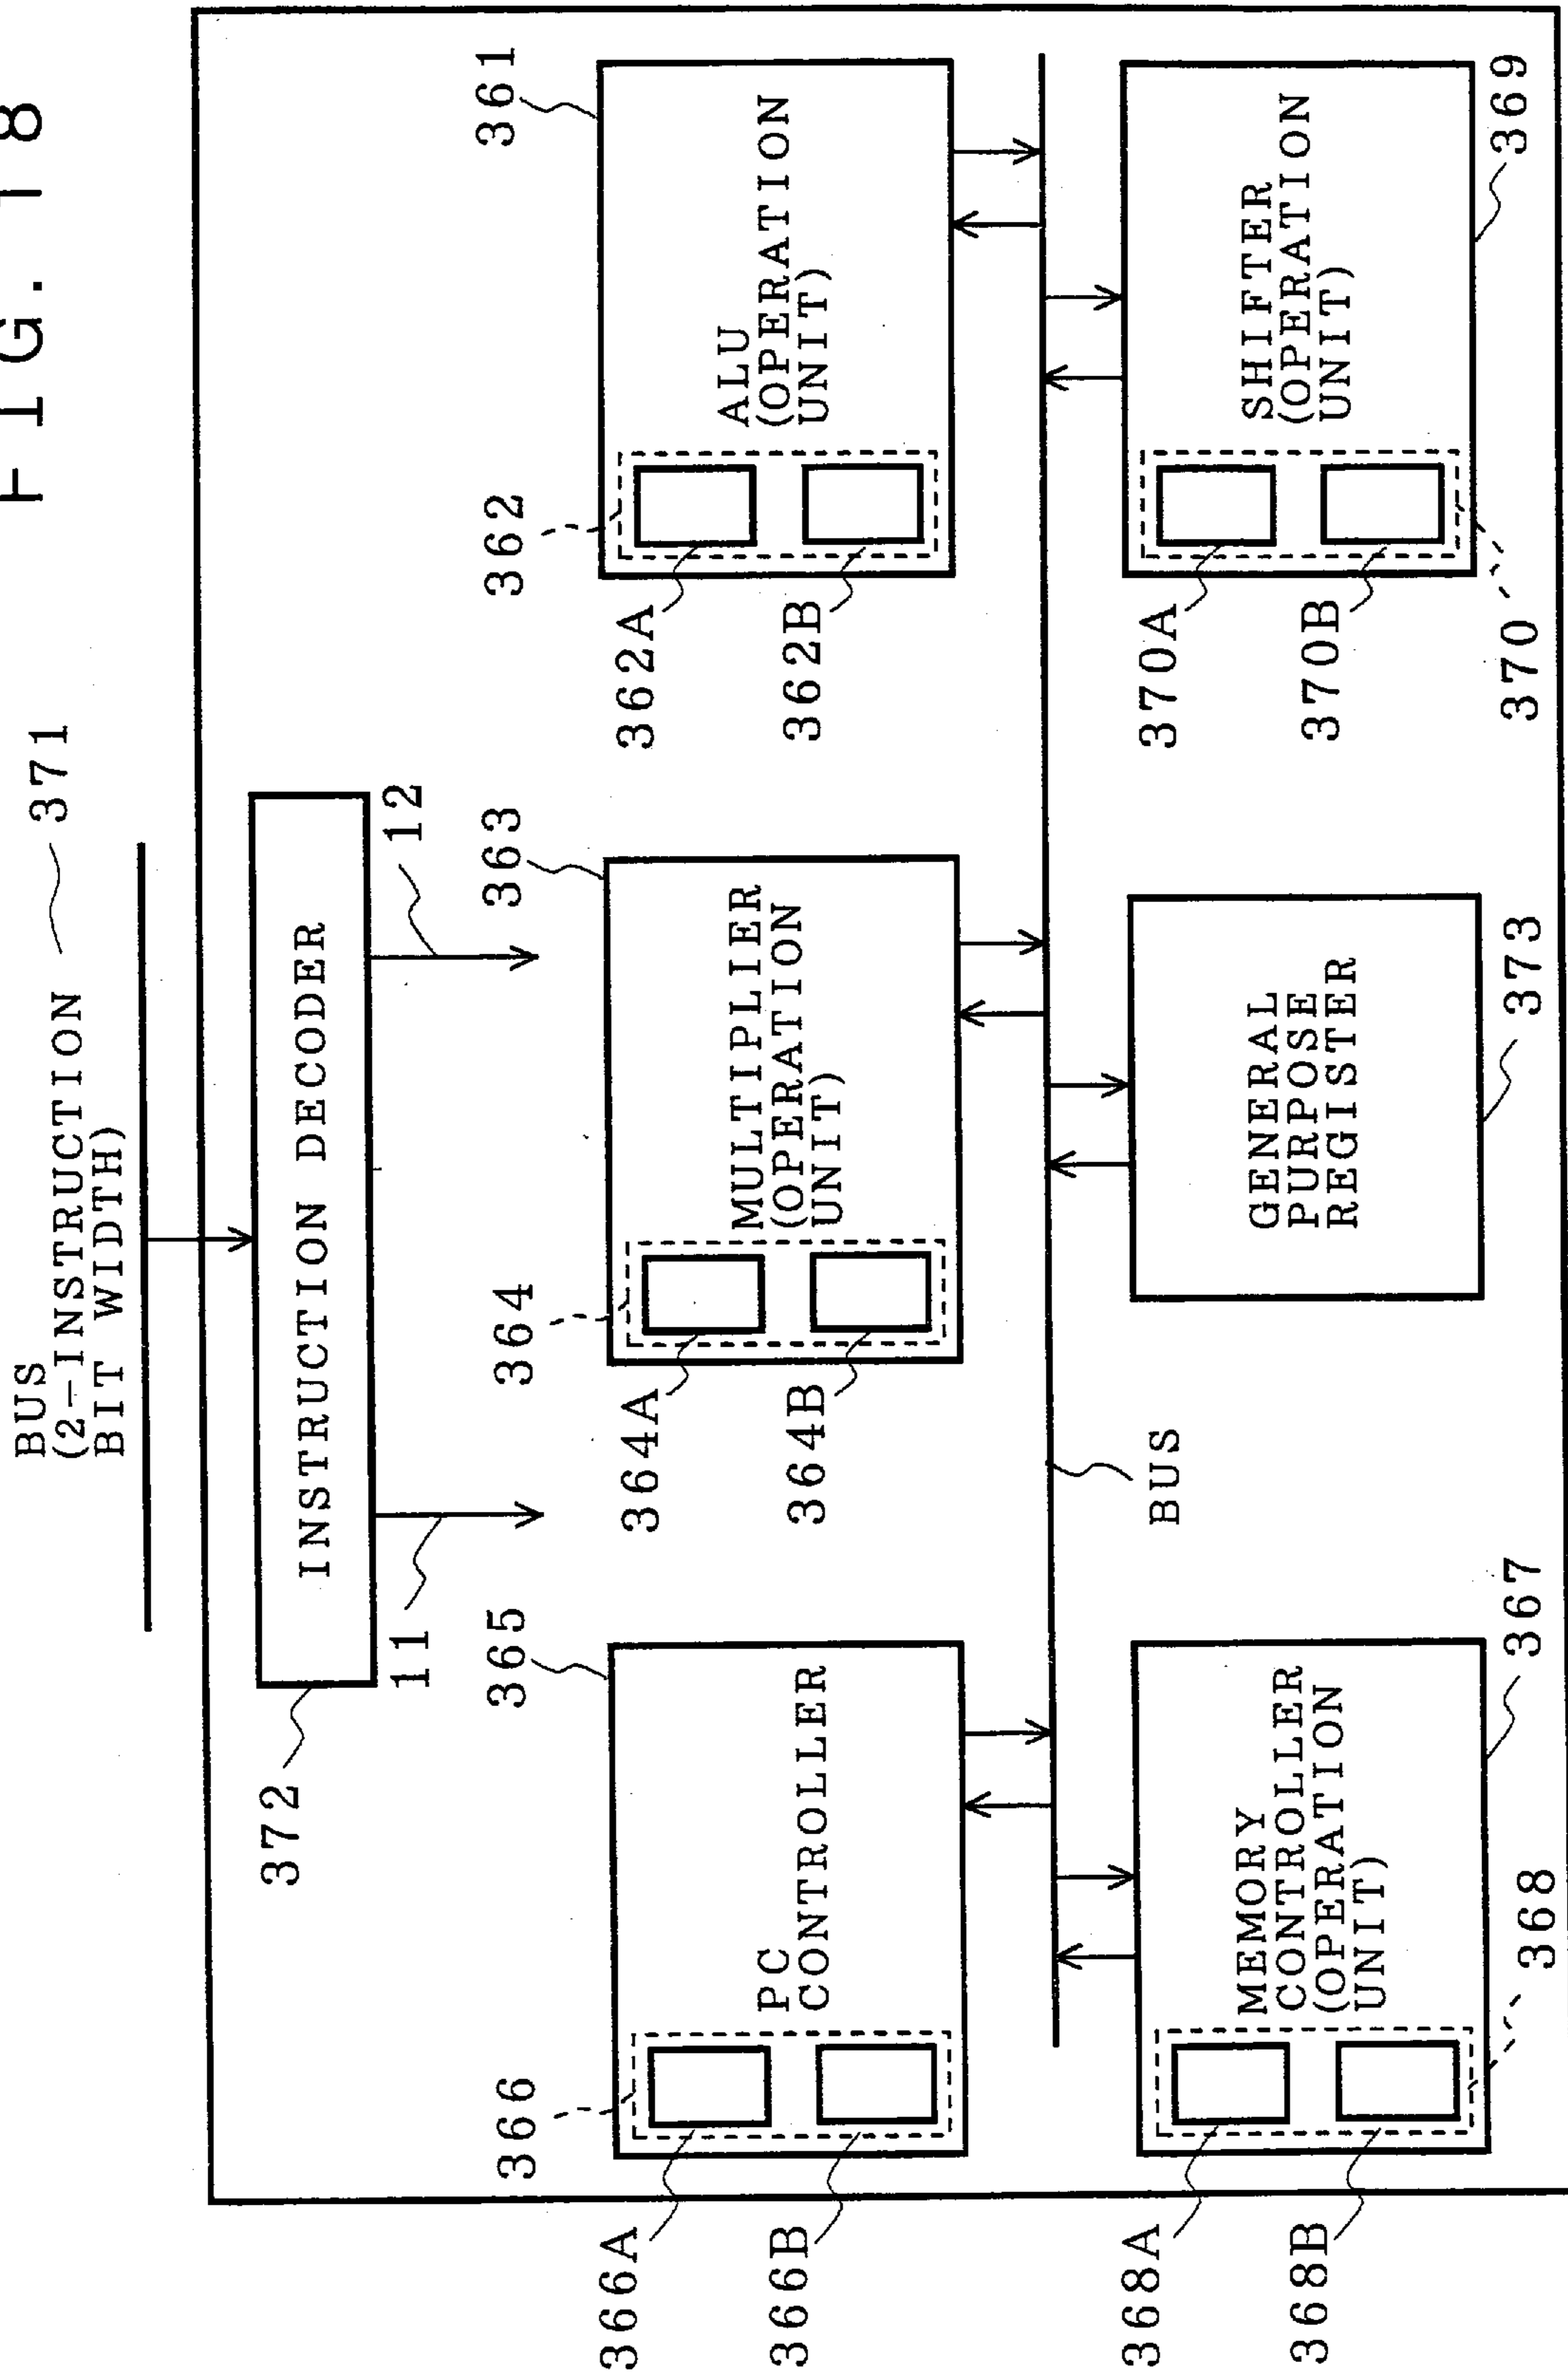 FIG. 18
BUS
(2-INSTRUCTION
BIT WIDTH)
371
372
INSTRUCTION DECODER
11
12
366
365
364
363
362
361
PC
CONTROLLER
MULTIPLIER
(OPERATION
UNIT)
ALU
(OPERATION
UNIT)
366A
366B
364A
364B
362A
362B
BUS
368A
368B
370A
370B
MEMORY
CONTROLLER
(OPERATION
UNIT)
GENERAL
PURPOSE
REGISTER
SHIFTER
(OPERATION
UNIT)
368
367
373
370
369